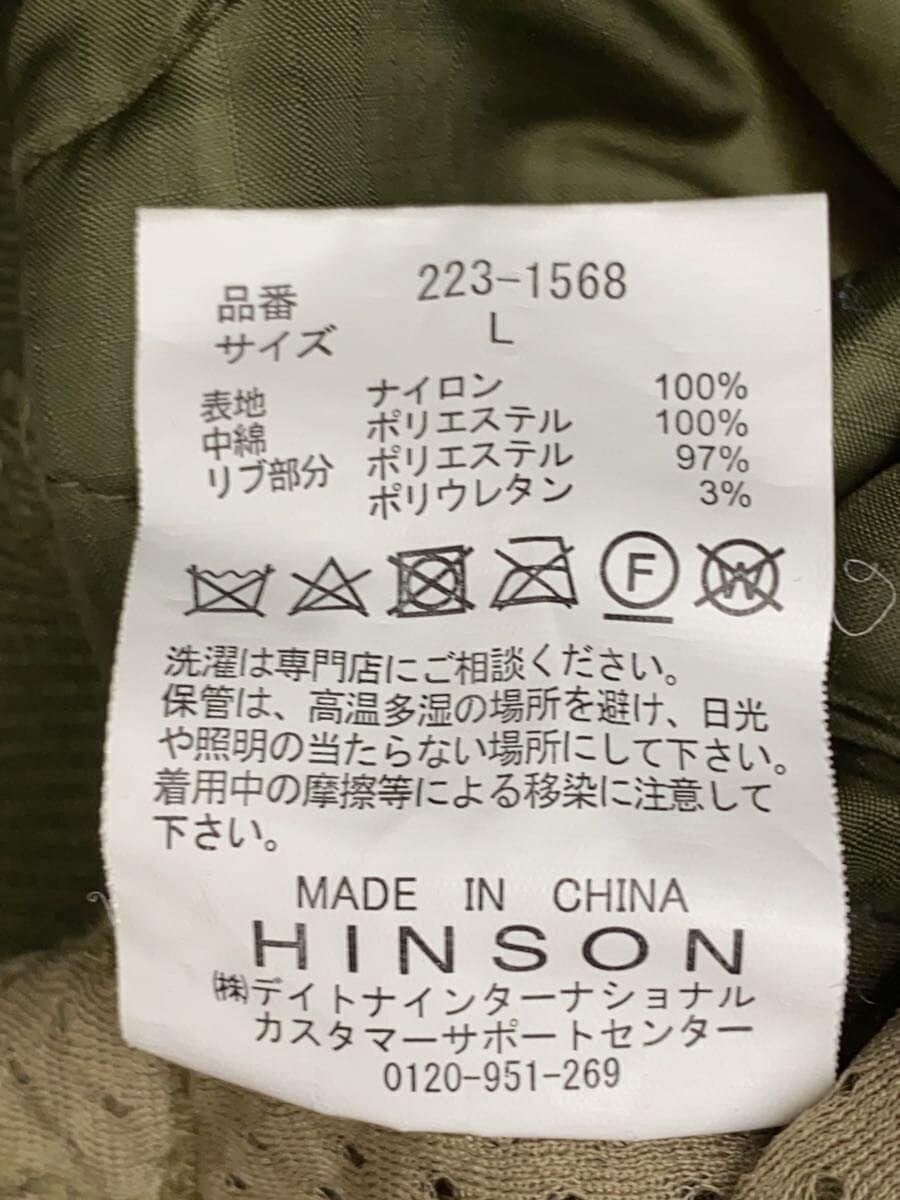 品番 223-1568
サイズ L
表地 ナイロン 100%
中綿 ポリエステル 100%
リブ部分 ポリエステル 97%
ポリウレタン 3%
F W
洗濯は専門店にご相談ください。
保管は、高温多湿の場所を避け、日光
や照明の当たらない場所にして下さい。
着用中の摩擦等による移染に注意して
下さい。
MADE IN CHINA
HINSON
㈱デイトナインターナショナル
カスタマーサポートセンター
0120-951-269